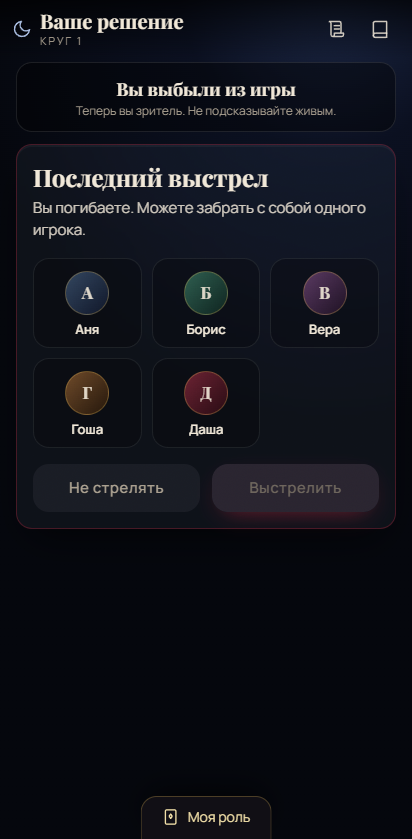 Ваше решение
КРУГ 1
Вы выбыли из игры
Теперь вы зритель. Не подсказывайте живым.
Последний выстрел
Вы погибаете. Можете забрать с собой одного
игрока.
А
Б
В
Аня
Борис
Вера
Г
Д
Гоша
Даша
Не стрелять
Выстрелить
Моя роль